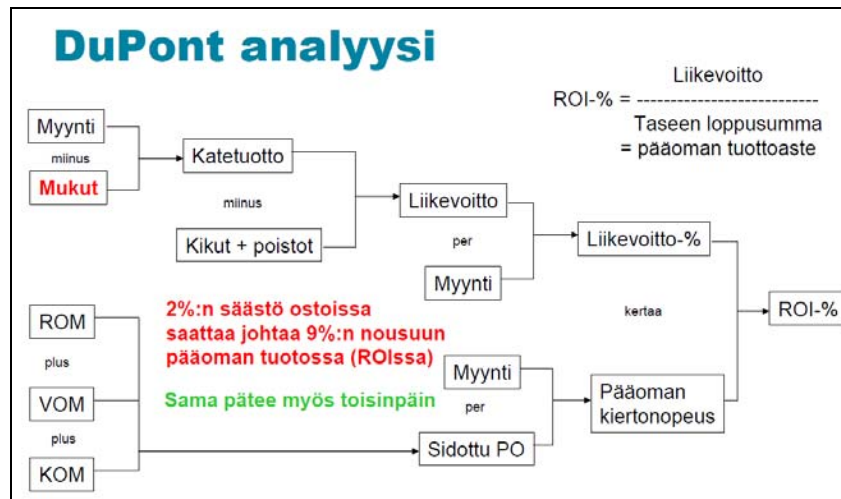 DuPont analyysi
Liikevoitto
ROI-% = ---------------------------
Taseen loppusumma
= pääoman tuottoaste
Myynti
miinus
Mukut
Katetuotto
miinus
Kikut + poistot
Liikevoitto
per
Myynti
Liikevoitto-%
kertaa
ROI-%
2%:n säästö ostoissa
saattaa johtaa 9%:n nousuun
pääoman tuotossa (ROIssa)
Sama pätee myös toisinpäin
ROM
plus
VOM
plus
KOM
Myynti
per
Sidottu PO
Pääoman
kiertonopeus